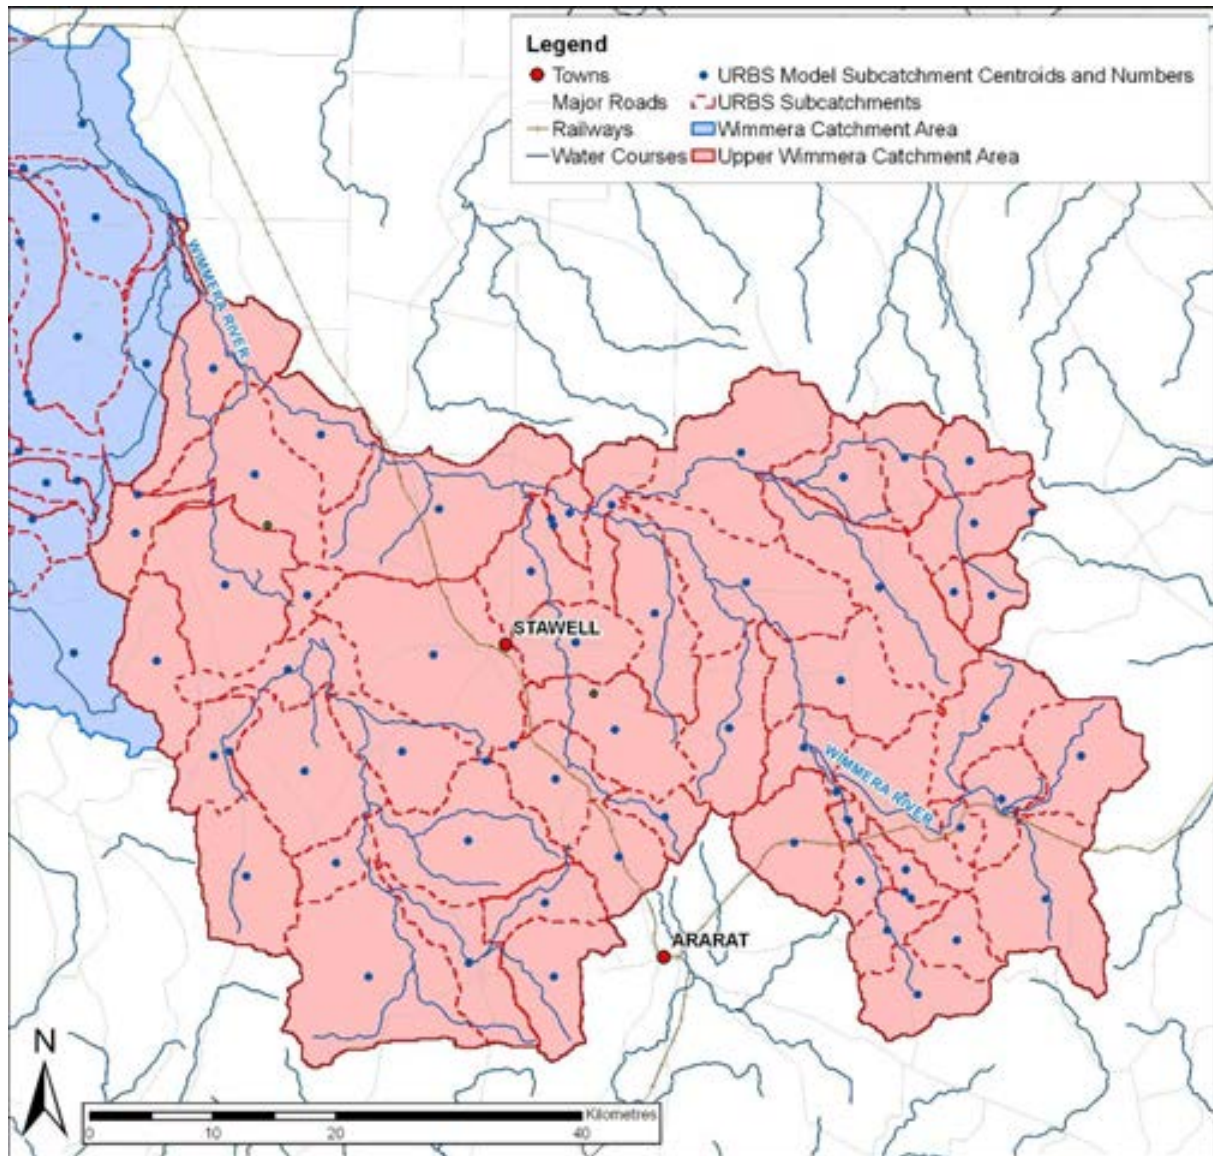 Legend
Towns
URBS Model Subcatchment Centroids and Numbers
Major Roads
URBS Subcatchments
Railways
Wimmera Catchment Area
Water Courses
Upper Wimmera Catchment Area
WIMMERA RIVER
STAWELL
WIMMERA RIVER
ARARAT
N
Kilometres
0 10 20 40